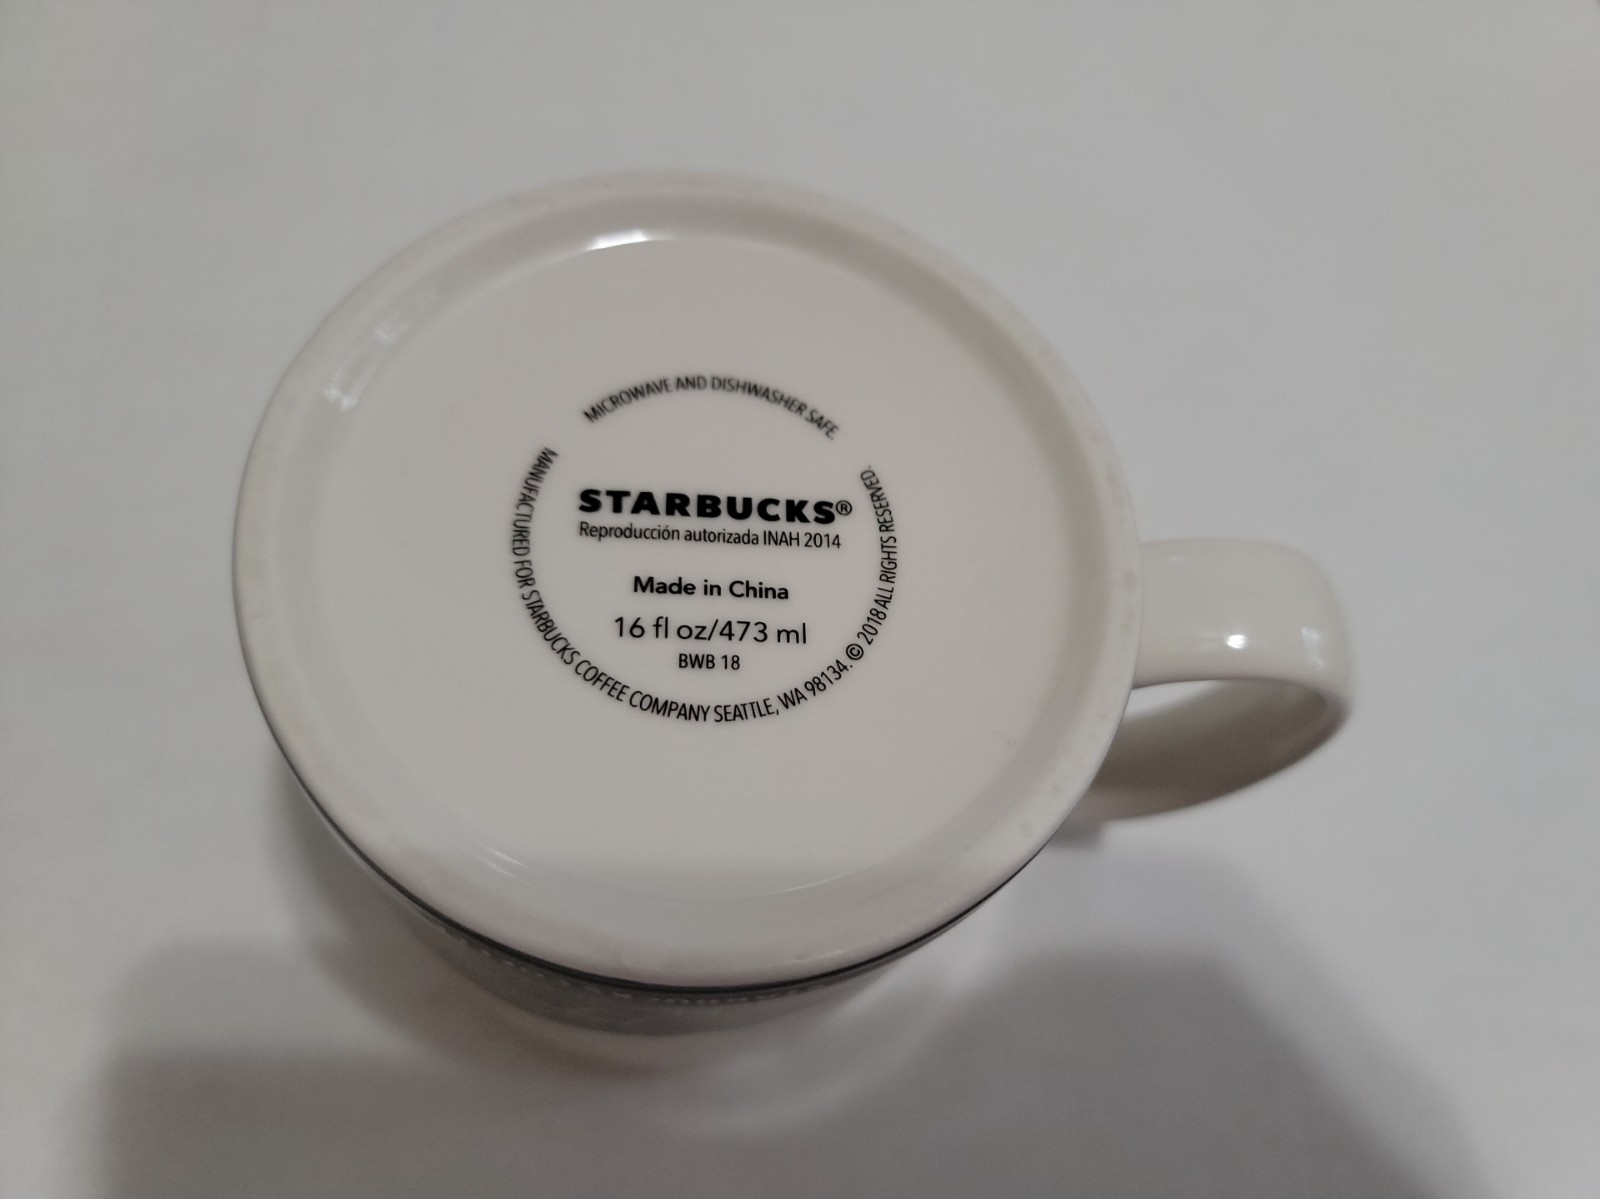 MICROWAVE AND DISHWASHER SAFE.
STARBUCKS®
Reproducción autorizada INAH 2014
Made in China
16 fl oz/473 ml
BWB 18
MANUFACTURED FOR STARBUCKS COFFEE COMPANY SEATTLE, WA 98134. © 2018 ALL RIGHTS RESERVED.